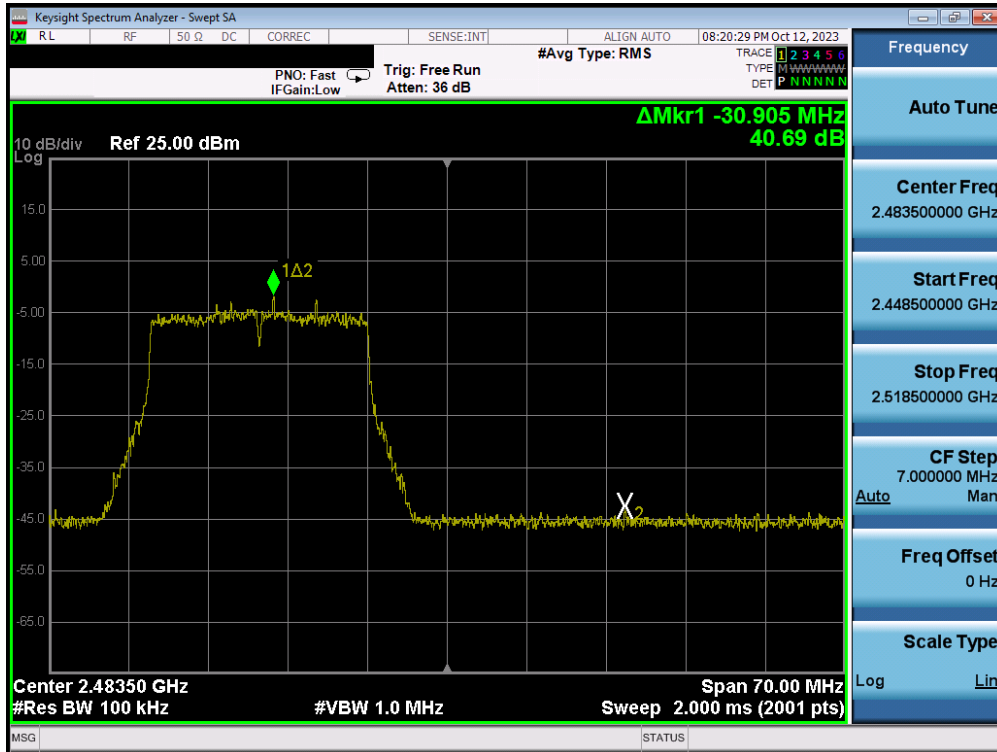 Keysight Spectrum Analyzer - Swept SA
LXI RL RF 50 Ω DC CORREC SENSE:INT ALIGN AUTO 08:20:29 PM Oct 12, 2023
Frequency
PNO: Fast
IFGain:Low
Trig: Free Run
Atten: 36 dB
#Avg Type: RMS
TRACE 1 2 3 4 5 6
TYPE M WWWWW
DET P N N N N N
Auto Tune
ΔMkr1 -30.905 MHz
40.69 dB
10 dB/div Ref 25.00 dBm
Log
15.0
5.00
-5.00
-15.0
-25.0
-35.0
-45.0
-55.0
-65.0
1Δ2
X2
Center Freq
2.483500000 GHz
Start Freq
2.448500000 GHz
Stop Freq
2.518500000 GHz
CF Step
7.000000 MHz
Auto Man
Freq Offset
0 Hz
Scale Type
Log Lin
Center 2.48350 GHz Span 70.00 MHz
#Res BW 100 kHz #VBW 1.0 MHz Sweep 2.000 ms (2001 pts)
MSG STATUS